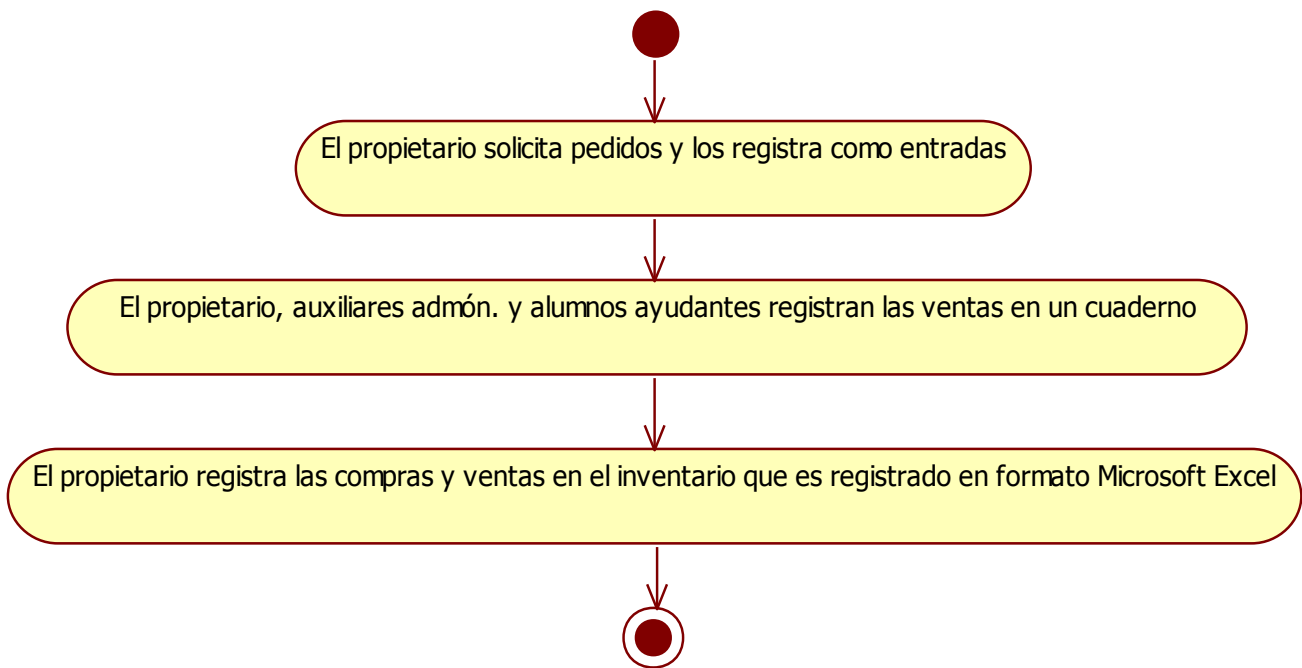 El propietario solicita pedidos y los registra como entradas
El propietario, auxiliares admón. y alumnos ayudantes registran las ventas en un cuaderno
El propietario registra las compras y ventas en el inventario que es registrado en formato Microsoft Excel